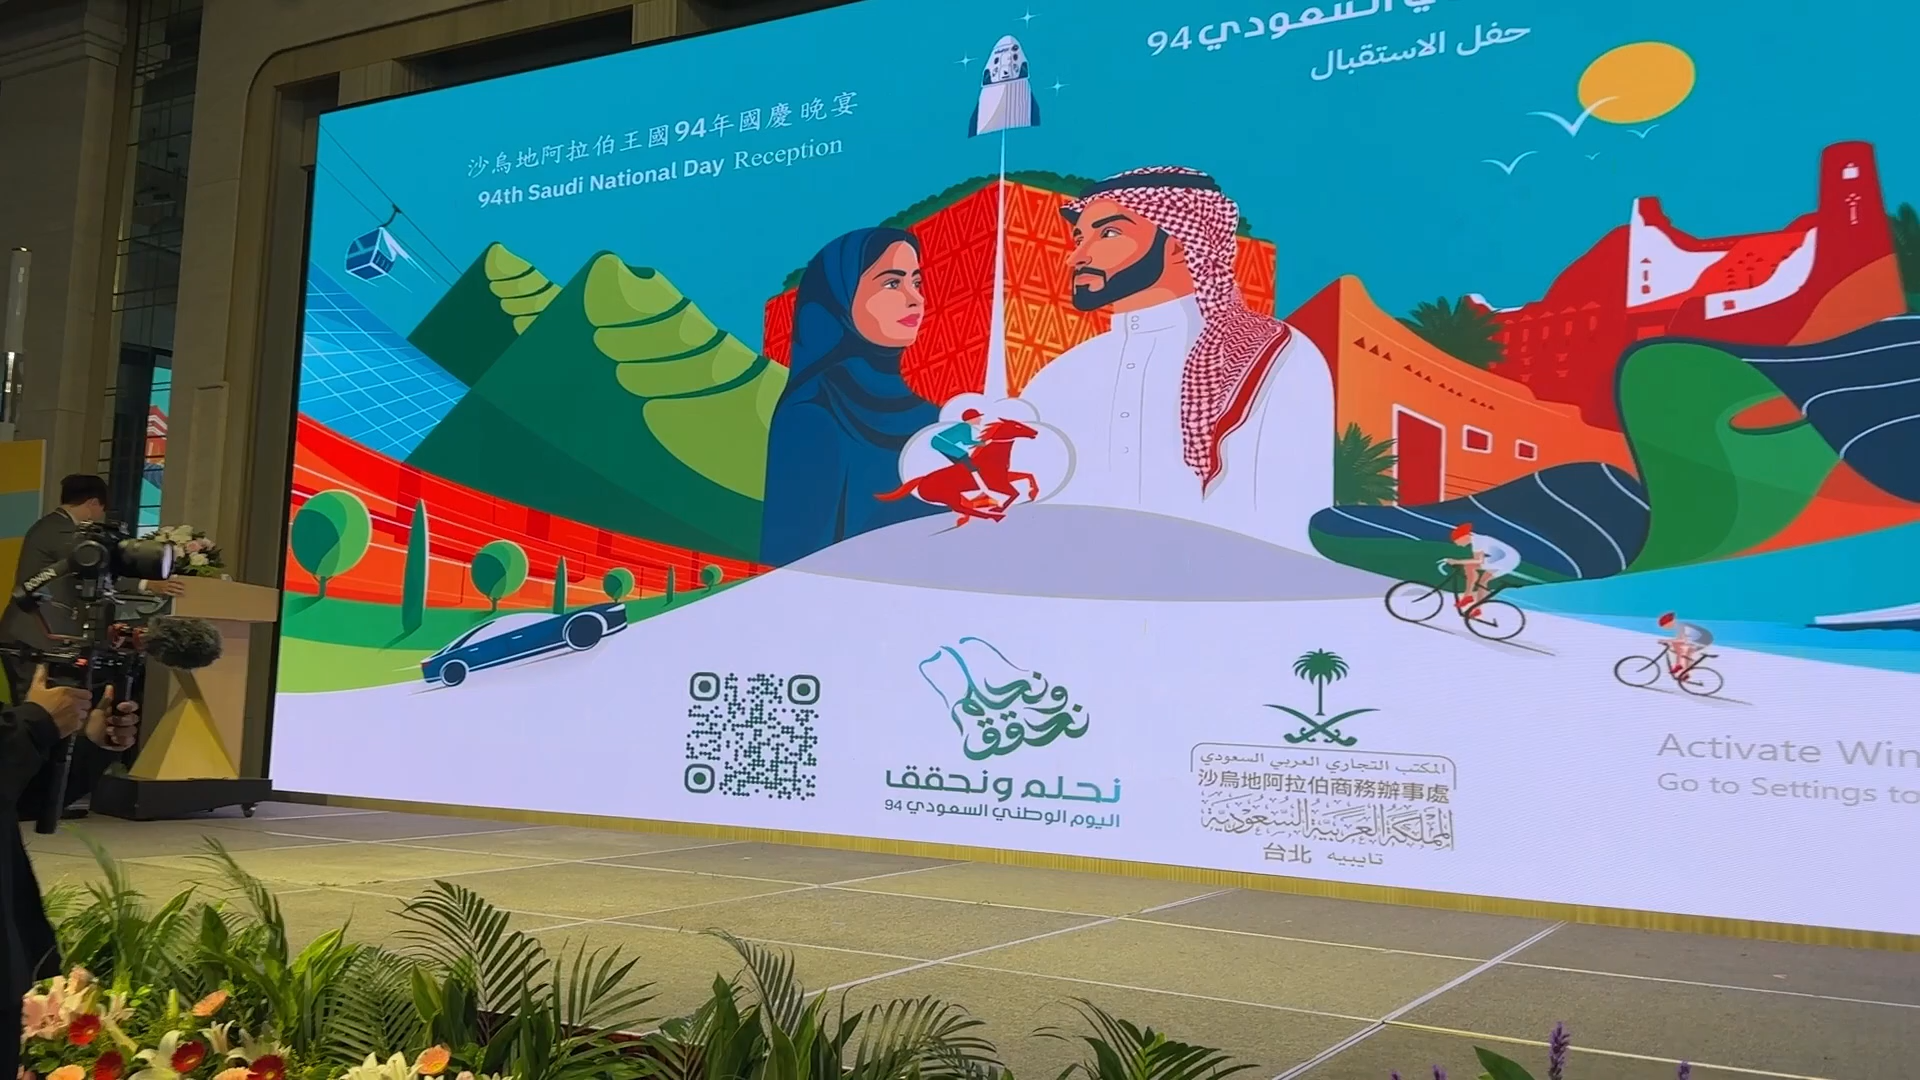 沙烏地阿拉伯王國94年國慶晚宴
94th Saudi National Day Reception
السعودي 94
حفل الاستقبال
نحلم ونحقق
نحلم ونحقق
اليوم الوطني السعودي 94
المكتب التجاري العربي السعودي
沙烏地阿拉伯商務辦事處
المملكة العربية السعودية
台北 تايبيه
Activate Win
Go to Settings to
RONIN